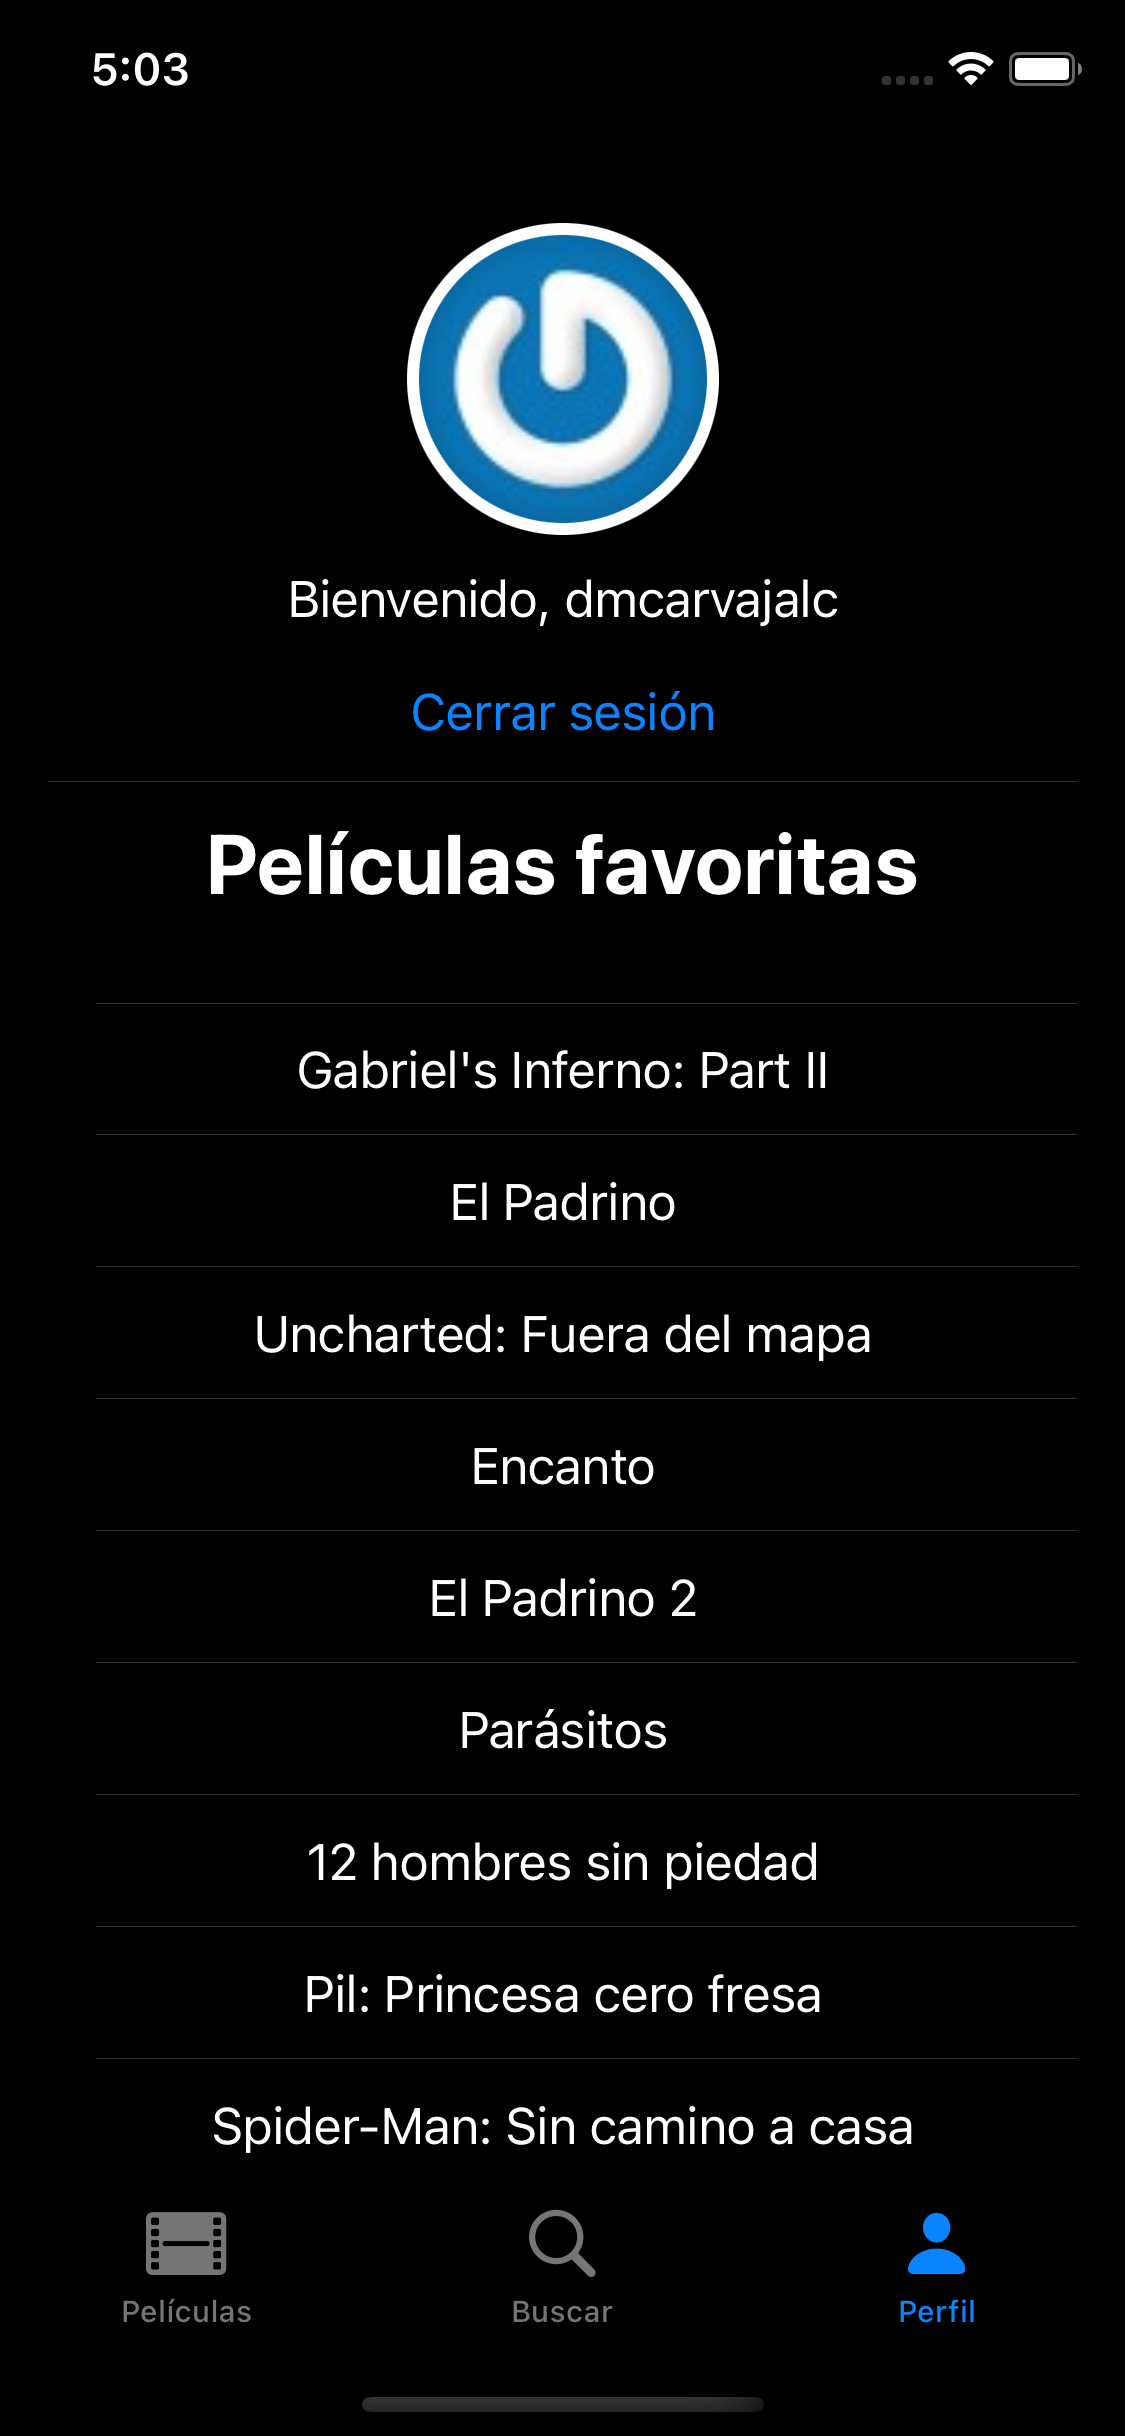 5:03
Bienvenido, dmcarvajalc
Cerrar sesión
Películas favoritas
Gabriel's Inferno: Part II
El Padrino
Uncharted: Fuera del mapa
Encanto
El Padrino 2
Parásitos
12 hombres sin piedad
Pil: Princesa cero fresa
Spider-Man: Sin camino a casa
Películas
Buscar
Perfil